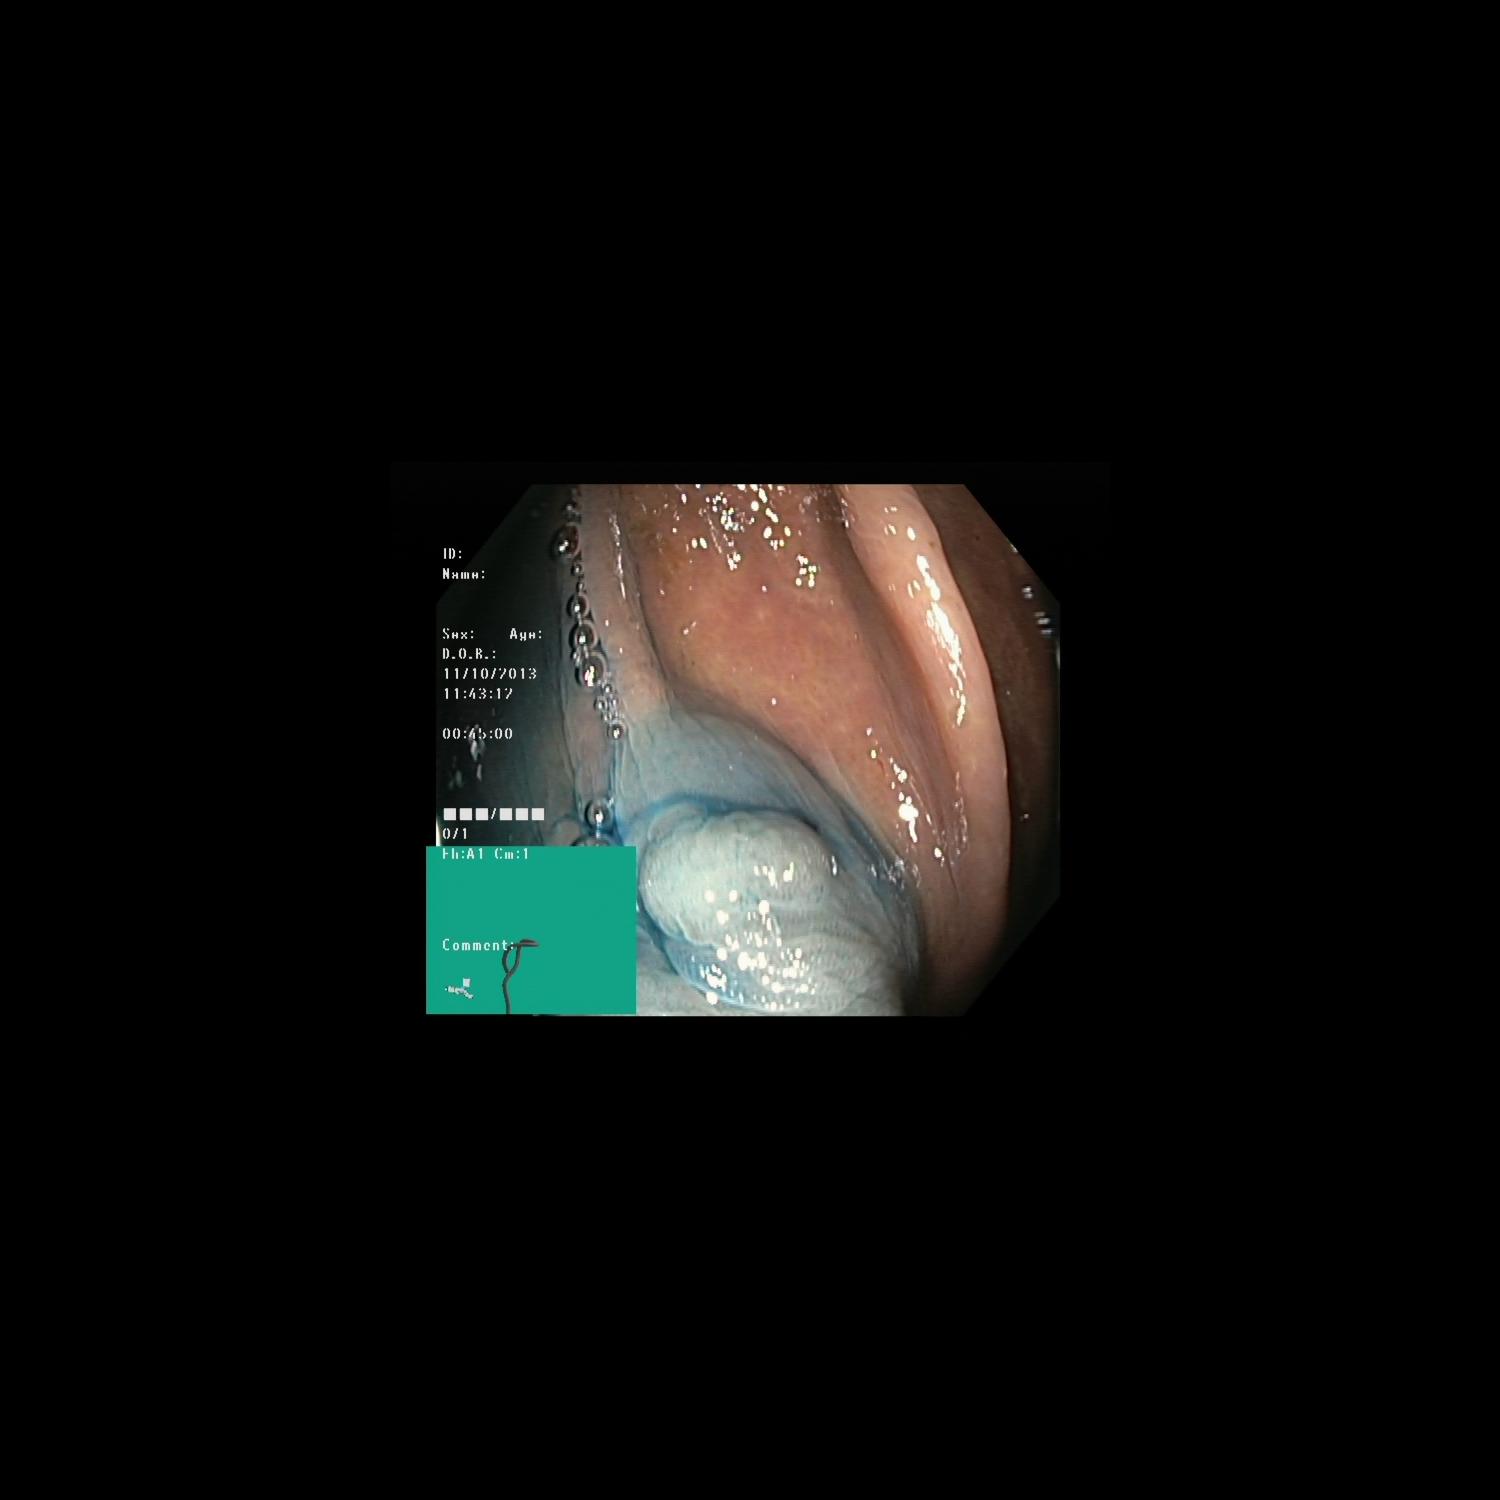 ID:
Name:
Sex: Age:
D.O.B.:
11/10/2013
11:43:12
00:45:00
■■■/■■■
0/1
Eh:A1 Cm:1
Comment: